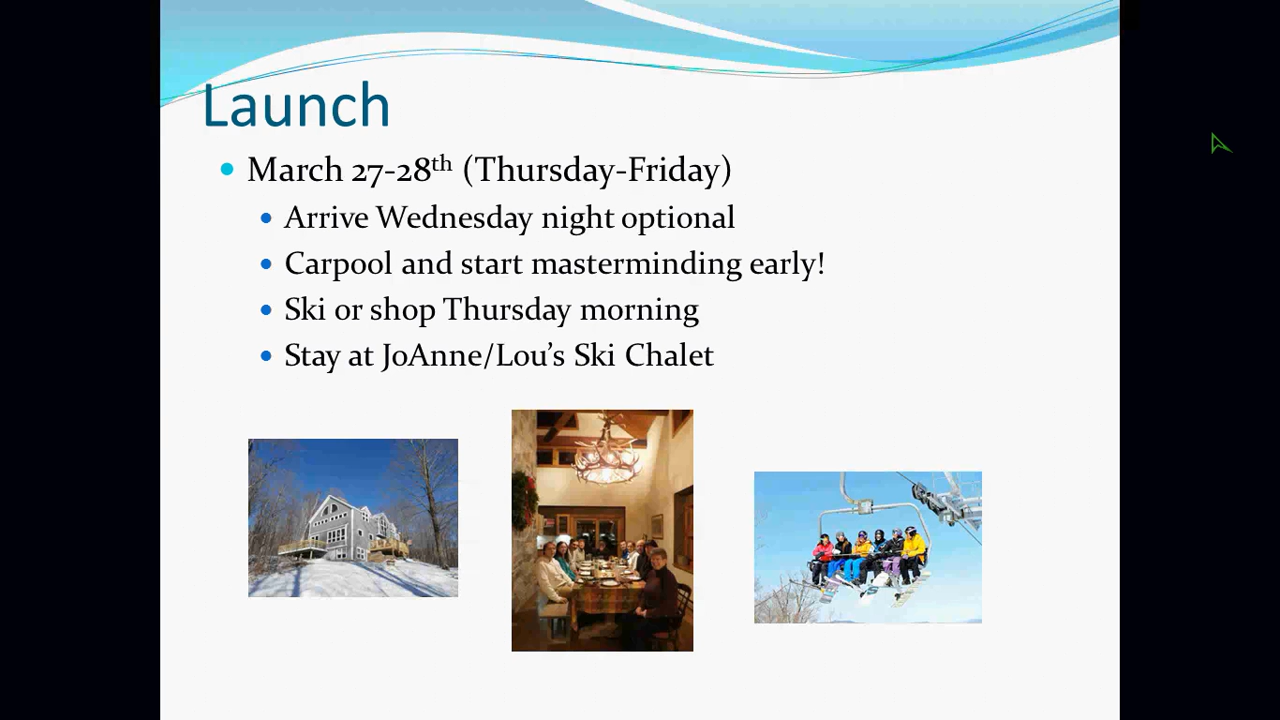 Launch
March 27-28th (Thursday-Friday)
Arrive Wednesday night optional
Carpool and start masterminding early!
Ski or shop Thursday morning
Stay at JoAnne/Lou’s Ski Chalet